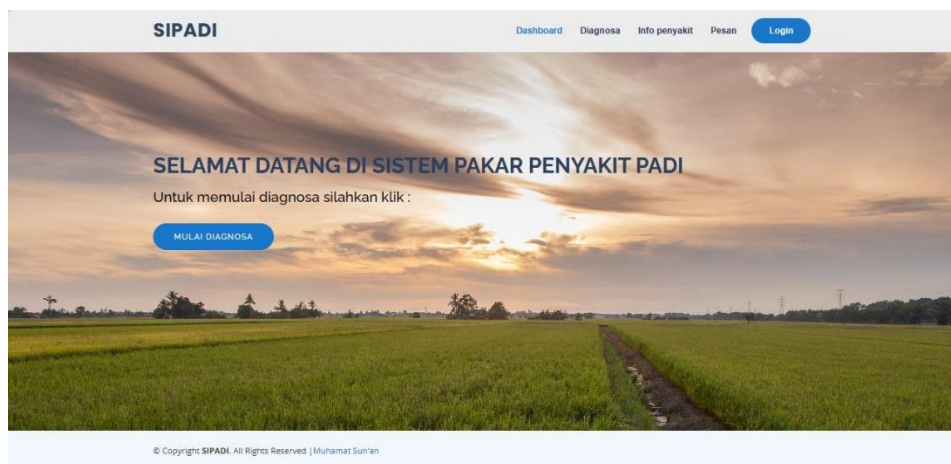 SIPADI
Dashboard Diagnosa Info penyakit Pesan Login
SELAMAT DATANG DI SISTEM PAKAR PENYAKIT PADI
Untuk memulai diagnosa silahkan klik :
MULAI DIAGNOSA
© Copyright SIPADI. All Rights Reserved |Muhamat Sun'an